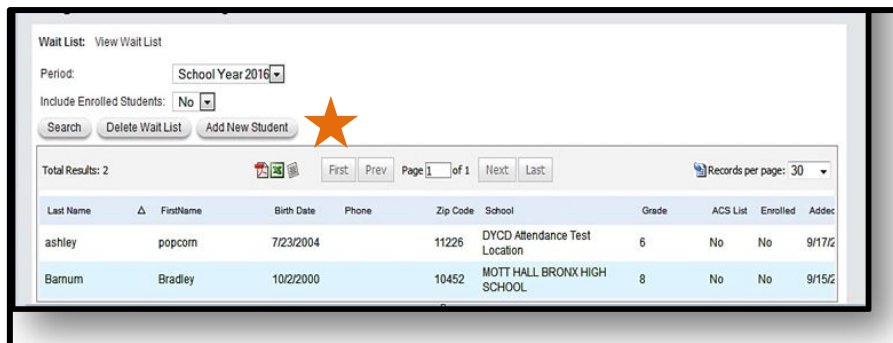 Wait List: View Wait List
Period: School Year 2016
Include Enrolled Students: No
Search Delete Wait List Add New Student
Total Results: 2 First Prev Page 1 of 1 Next Last Records per page: 30
Last Name FirstName Birth Date Phone Zip Code School Grade ACS List Enrolled Added
ashley popcorn 7/23/2004 11226 DYCD Attendance Test 6 No No 9/17/2
Location
Barnum Bradley 10/2/2000 10452 MOTT HALL BRONX HIGH 8 No No 9/15/2
SCHOOL